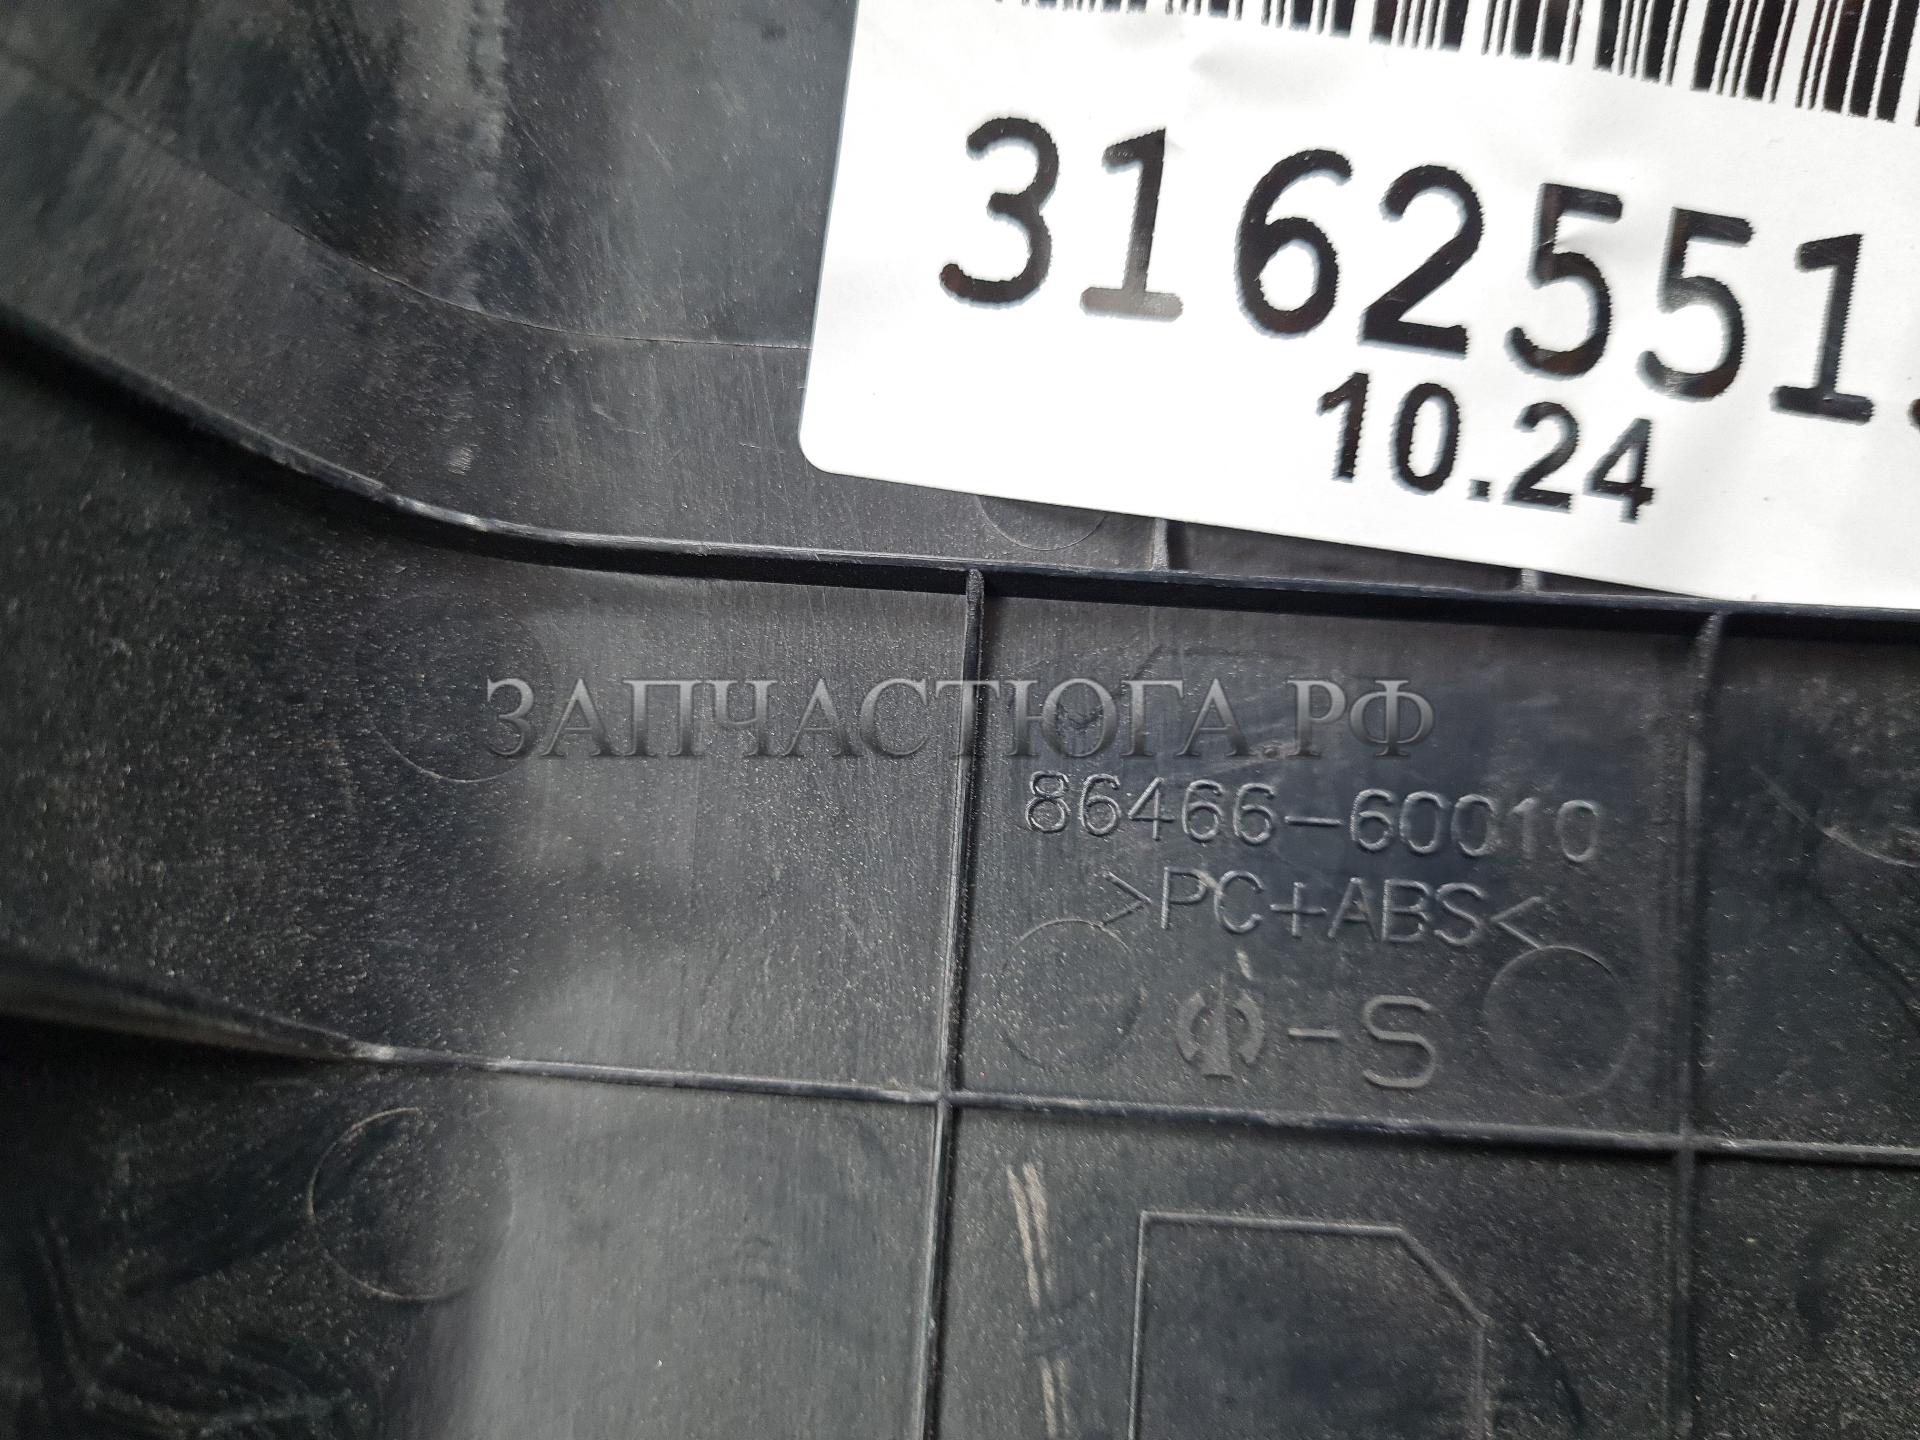 3162551
10.24
ЗАПЧАСТЮГА.РФ
86466-60010
>PC+ABS<
-S